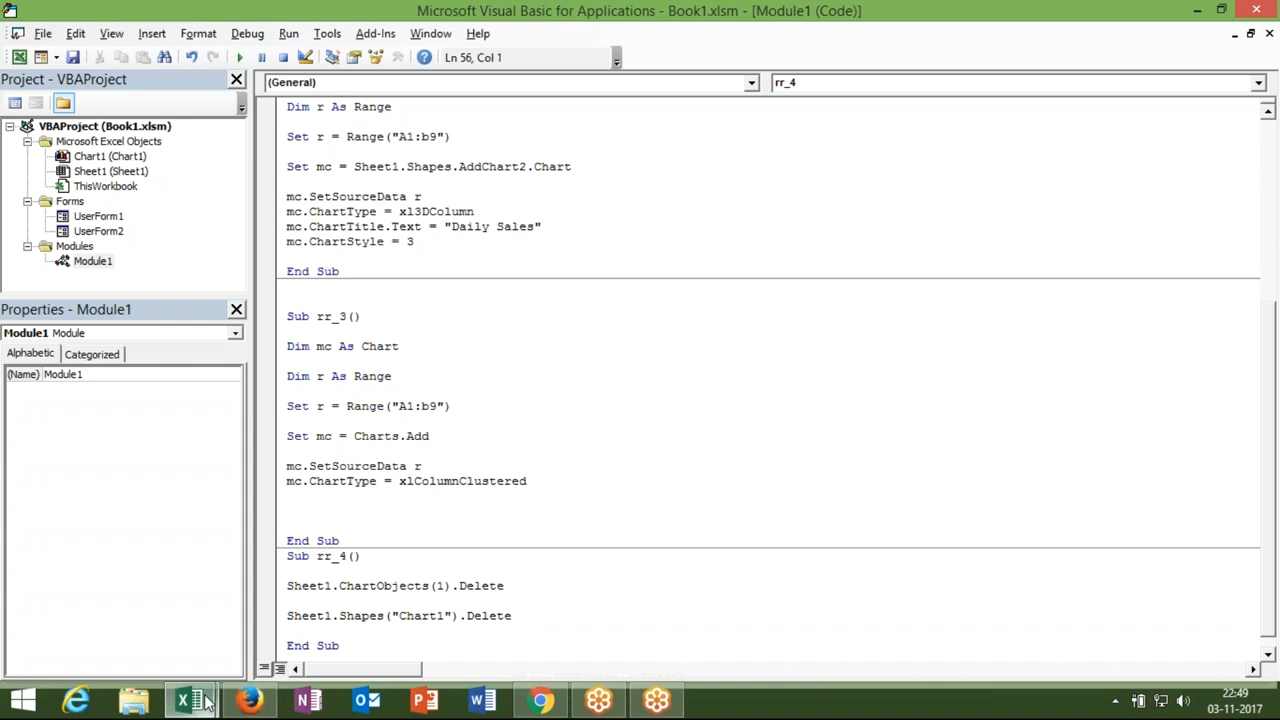 Microsoft Visual Basic for Applications - Book1.xlsm - [Module1 (Code)]
File Edit View Insert Format Debug Run Tools Add-Ins Window Help
Ln 56, Col 1
Project - VBAProject
(General)
rr_4
VBAProject (Book1.xlsm)
Microsoft Excel Objects
Chart1 (Chart1)
Sheet1 (Sheet1)
ThisWorkbook
Forms
UserForm1
UserForm2
Modules
Module1
Properties - Module1
Module1 Module
Alphabetic Categorized
(Name) Module1
Dim r As Range
Set r = Range("A1:b9")
Set mc = Sheet1.Shapes.AddChart2.Chart
mc.SetSourceData r
mc.ChartType = xl3DColumn
mc.ChartTitle.Text = "Daily Sales"
mc.ChartStyle = 3
End Sub
Sub rr_3()
Dim mc As Chart
Dim r As Range
Set r = Range("A1:b9")
Set mc = Charts.Add
mc.SetSourceData r
mc.ChartType = xlColumnClustered
End Sub
Sub rr_4()
Sheet1.ChartObjects(1).Delete
Sheet1.Shapes("Chart1").Delete
End Sub
22:49
03-11-2017